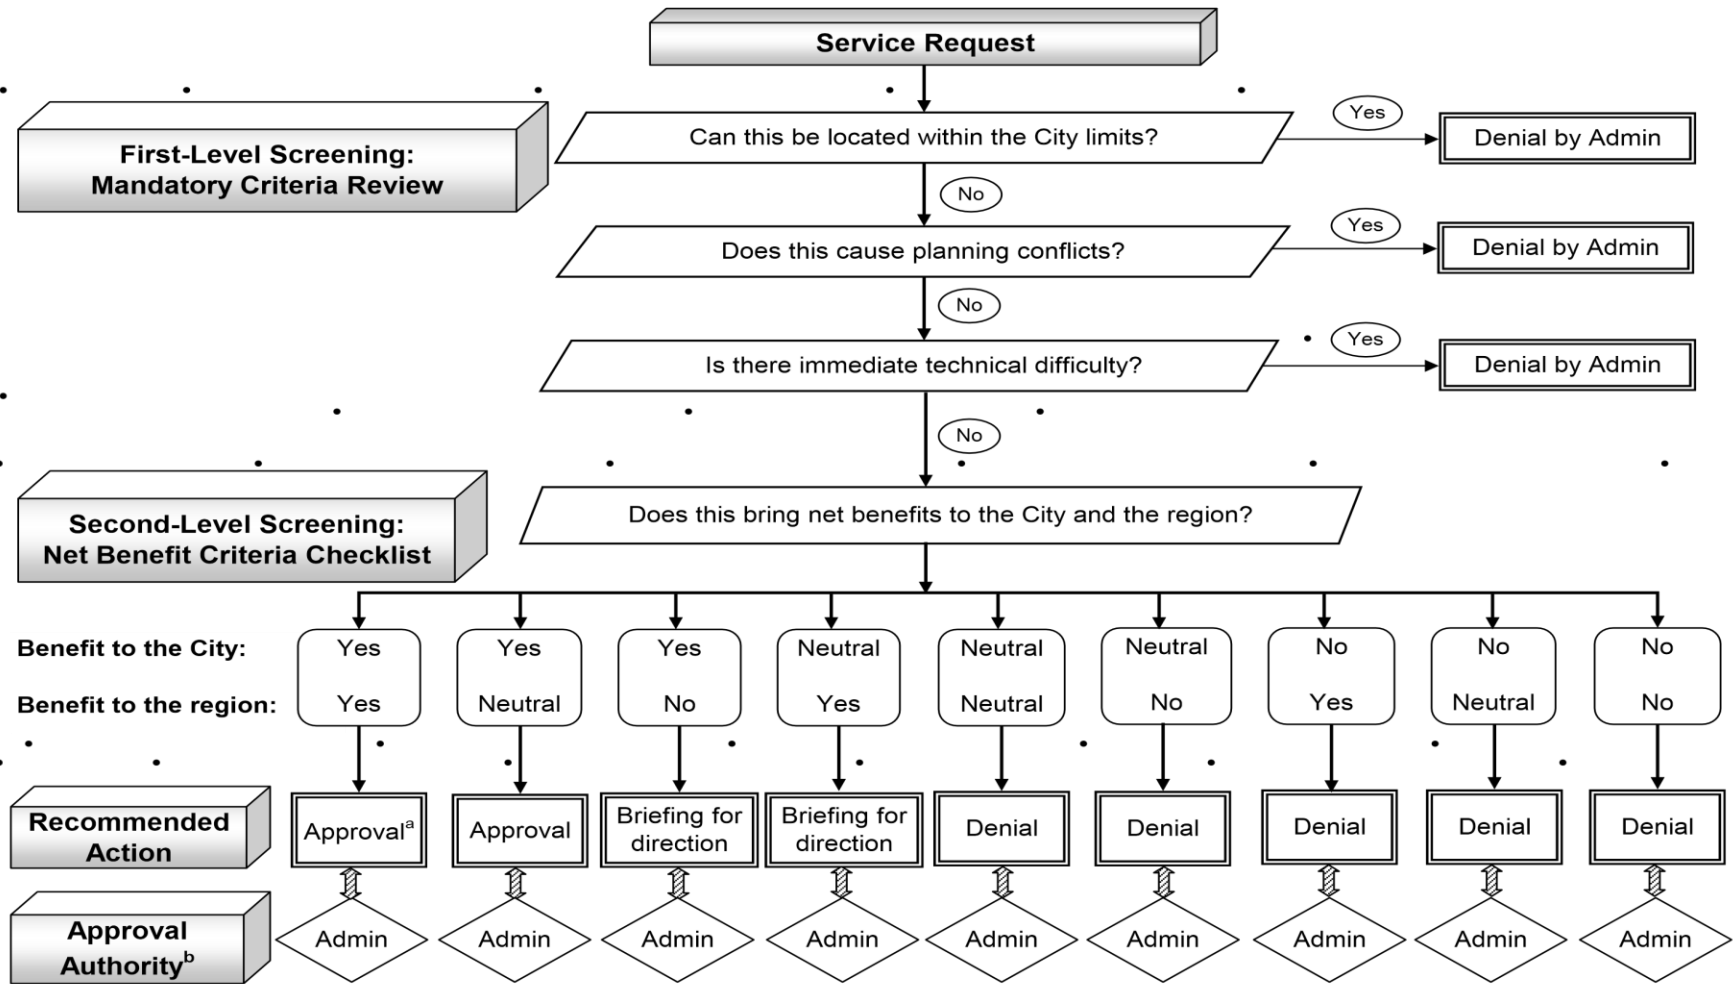 Service Request
Can this be located within the City limits?
Yes
Denial by Admin
First-Level Screening:
Mandatory Criteria Review
No
Does this cause planning conflicts?
Yes
Denial by Admin
No
Is there immediate technical difficulty?
Yes
Denial by Admin
No
Second-Level Screening:
Net Benefit Criteria Checklist
Does this bring net benefits to the City and the region?
Benefit to the City: Yes Yes Yes Neutral Neutral Neutral No No No
Benefit to the region: Yes Neutral No Yes Neutral No Yes Neutral No
Recommended
Action
Approvalᵃ
Approval
Briefing for
direction
Briefing for
direction
Denial
Denial
Denial
Denial
Denial
Approval
Authorityᵇ
Admin Admin Admin Admin Admin Admin Admin Admin Admin